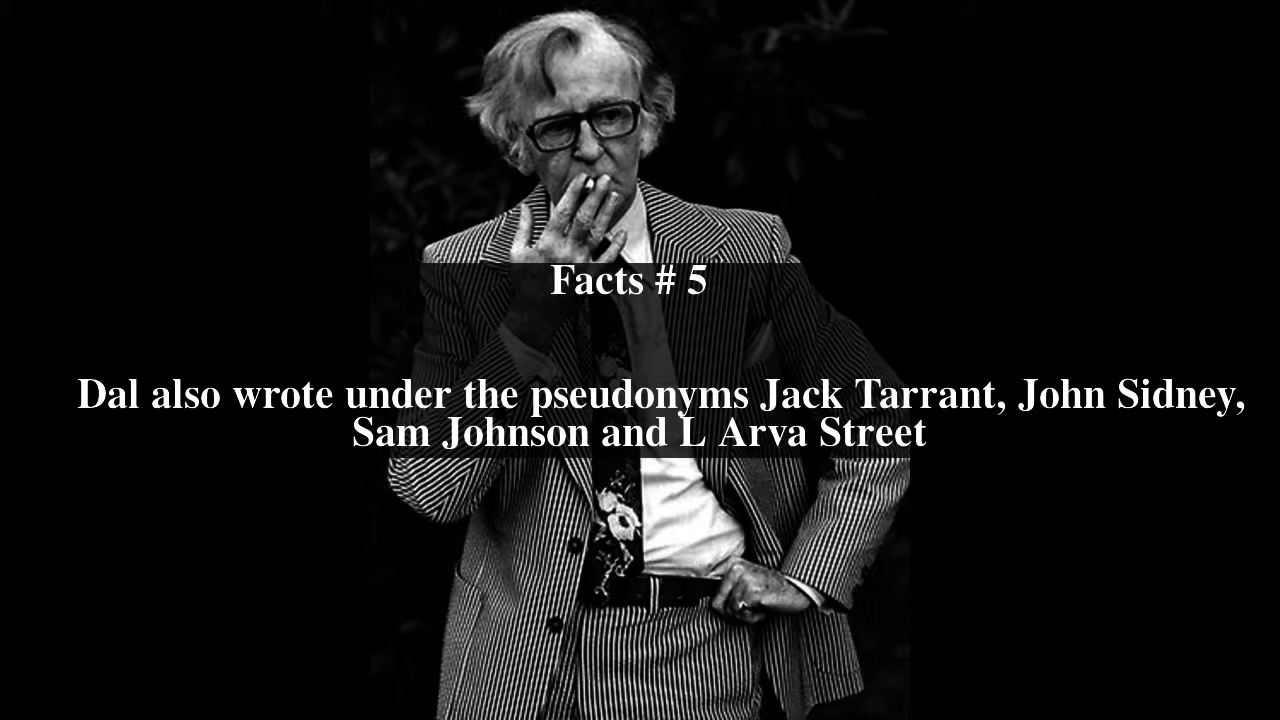 Facts # 5
Dal also wrote under the pseudonyms Jack Tarrant, John Sidney,
Sam Johnson and L Arva Street